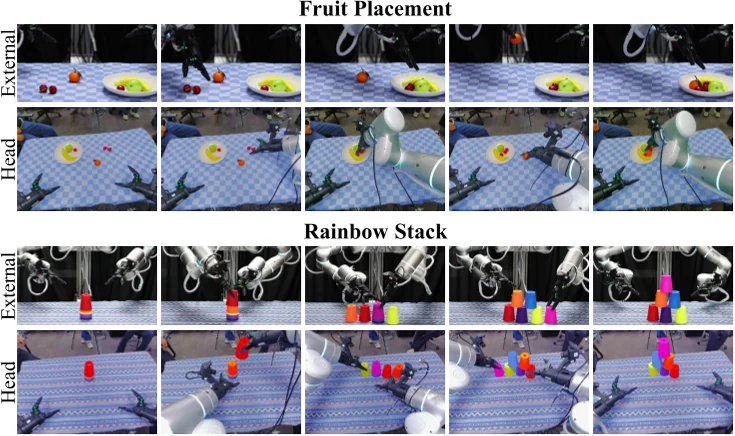 Fruit Placement
External
Head
Rainbow Stack
External
Head